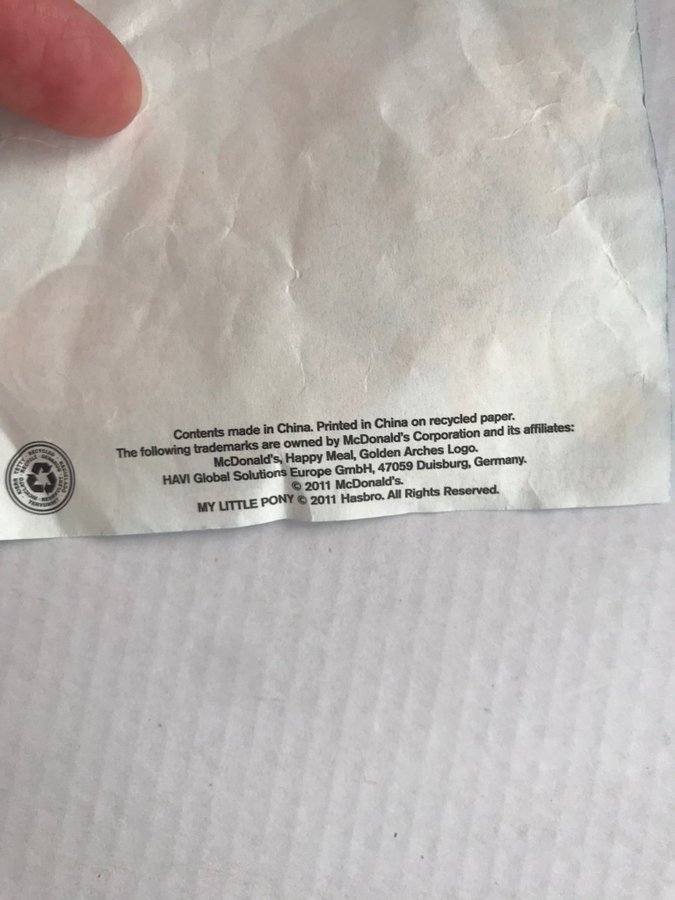 Contents made in China. Printed in China on recycled paper.
The following trademarks are owned by McDonald's Corporation and its affiliates:
McDonald's, Happy Meal, Golden Arches Logo.
HAVI Global Solutions Europe GmbH, 47059 Duisburg, Germany.
© 2011 McDonald's.
MY LITTLE PONY © 2011 Hasbro. All Rights Reserved.